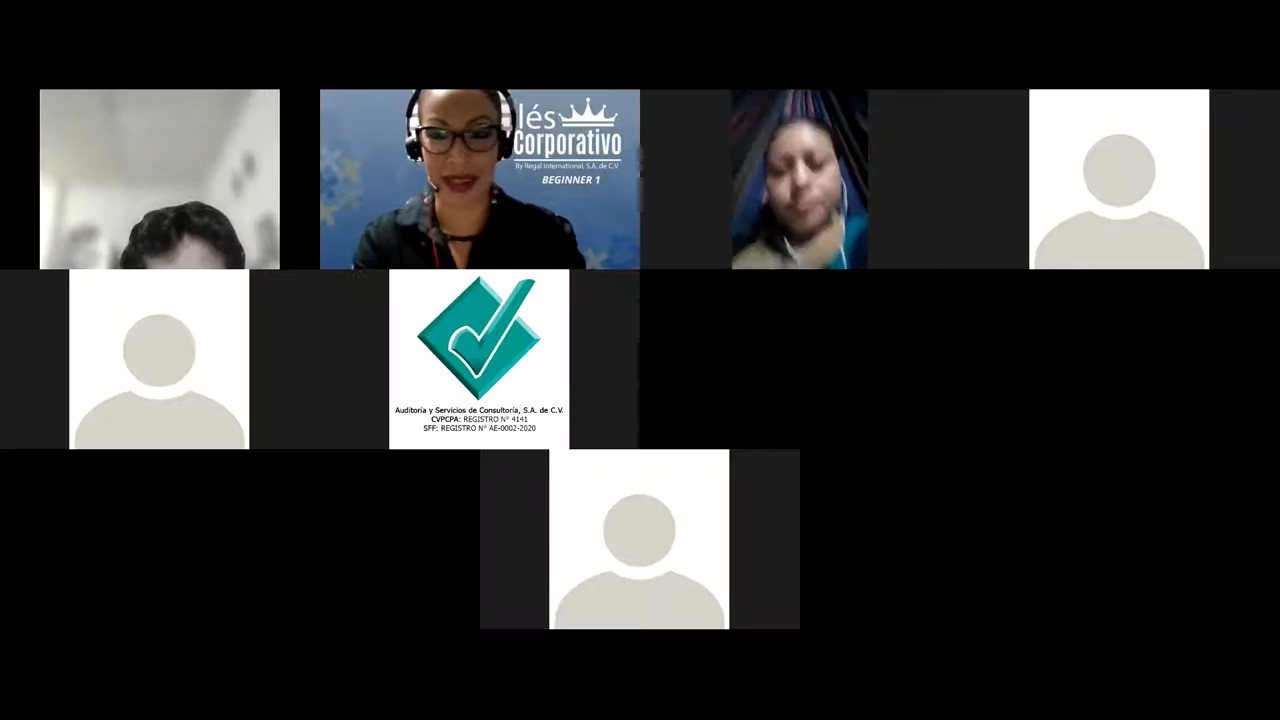 lés
Corporativo
By Regal International, S.A. de C.V.
BEGINNER 1
Auditoría y Servicios de Consultoría, S.A. de C.V.
CVPCPA: REGISTRO N° 4141
SFF: REGISTRO N° AE-0002-2020